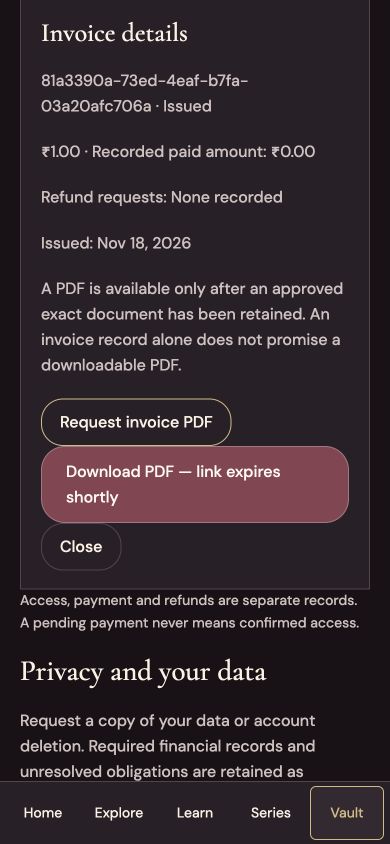 Invoice details
81a3390a-73ed-4eaf-b7fa-
03a20afc706a · Issued
₹1.00 · Recorded paid amount: ₹0.00
Refund requests: None recorded
Issued: Nov 18, 2026
A PDF is available only after an approved
exact document has been retained. An
invoice record alone does not promise a
downloadable PDF.
Request invoice PDF
Download PDF — link expires
shortly
Close
Access, payment and refunds are separate records.
A pending payment never means confirmed access.
Privacy and your data
Request a copy of your data or account
deletion. Required financial records and
unresolved obligations are retained as
Home Explore Learn Series Vault